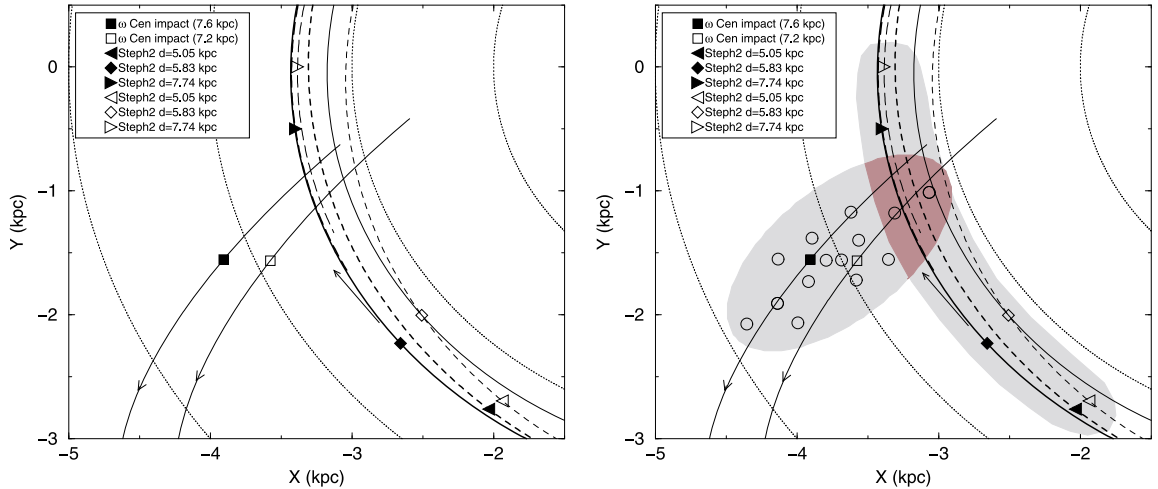 ω Cen impact (7.6 kpc)
ω Cen impact (7.2 kpc)
Steph2 d=5.05 kpc
Steph2 d=5.83 kpc
Steph2 d=7.74 kpc
Steph2 d=5.05 kpc
Steph2 d=5.83 kpc
Steph2 d=7.74 kpc
0
−1
−2
−3
Y (kpc)
−5
−4
−3
−2
X (kpc)
ω Cen impact (7.6 kpc)
ω Cen impact (7.2 kpc)
Steph2 d=5.05 kpc
Steph2 d=5.83 kpc
Steph2 d=7.74 kpc
Steph2 d=5.05 kpc
Steph2 d=5.83 kpc
Steph2 d=7.74 kpc
0
−1
−2
−3
Y (kpc)
−5
−4
−3
−2
X (kpc)